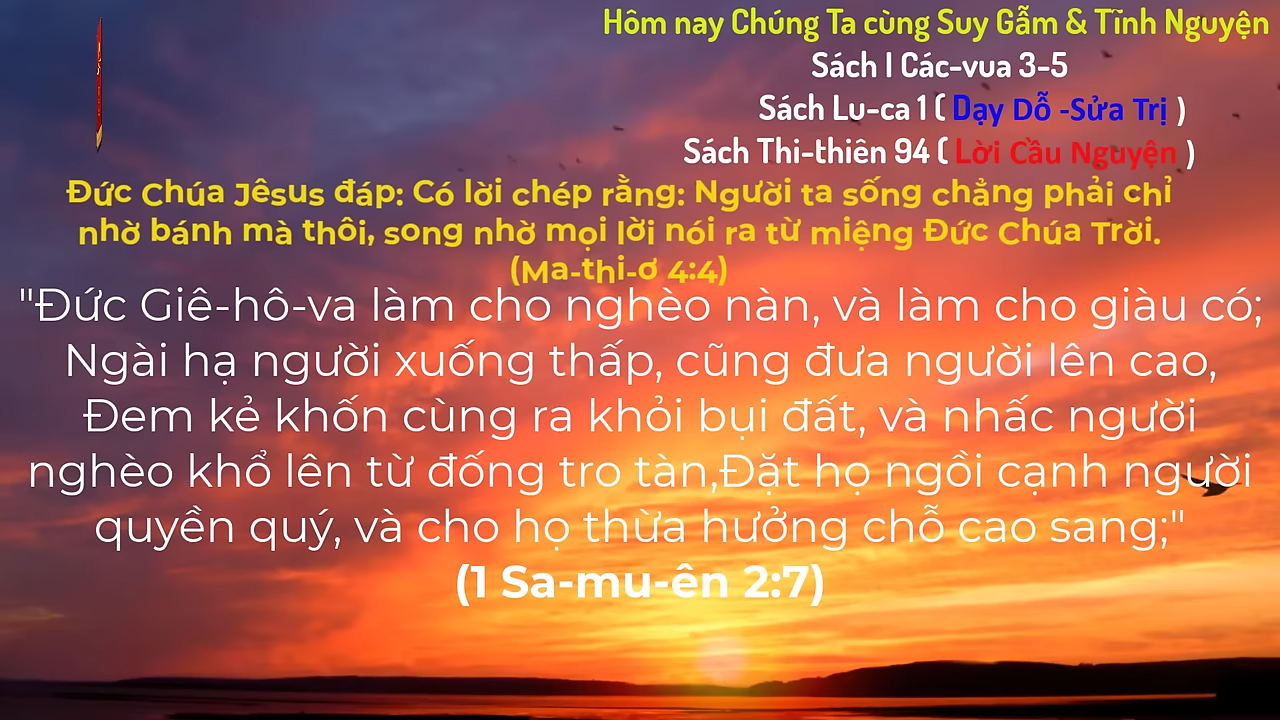 Hôm nay Chúng Ta cùng Suy Gẫm & Tĩnh Nguyện
Sách I Các-vua 3-5
Sách Lu-ca 1 ( Dạy Dỗ -Sửa Trị )
Sách Thi-thiên 94 ( Lời Cầu Nguyện )
Đức Chúa Jêsus đáp: Có lời chép rằng: Người ta sống chẳng phải chỉ
nhờ bánh mà thôi, song nhờ mọi lời nói ra từ miệng Đức Chúa Trời.
(Ma-thi-ơ 4:4)
"Đức Giê-hô-va làm cho nghèo nàn, và làm cho giàu có;
Ngài hạ người xuống thấp, cũng đưa người lên cao,
Đem kẻ khốn cùng ra khỏi bụi đất, và nhấc người
nghèo khổ lên từ đống tro tàn,Đặt họ ngồi cạnh người
quyền quý, và cho họ thừa hưởng chỗ cao sang;"
(1 Sa-mu-ên 2:7)